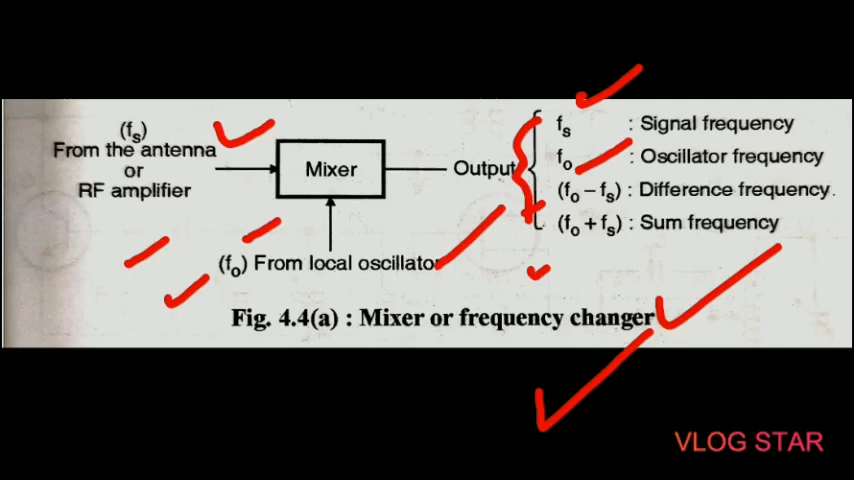 (fs)
From the antenna
or
RF amplifier
Mixer
Output
fs : Signal frequency
fo : Oscillator frequency
(fo – fs) : Difference frequency.
(fo + fs) : Sum frequency
(fo) From local oscillator
Fig. 4.4(a) : Mixer or frequency changer
VLOG STAR